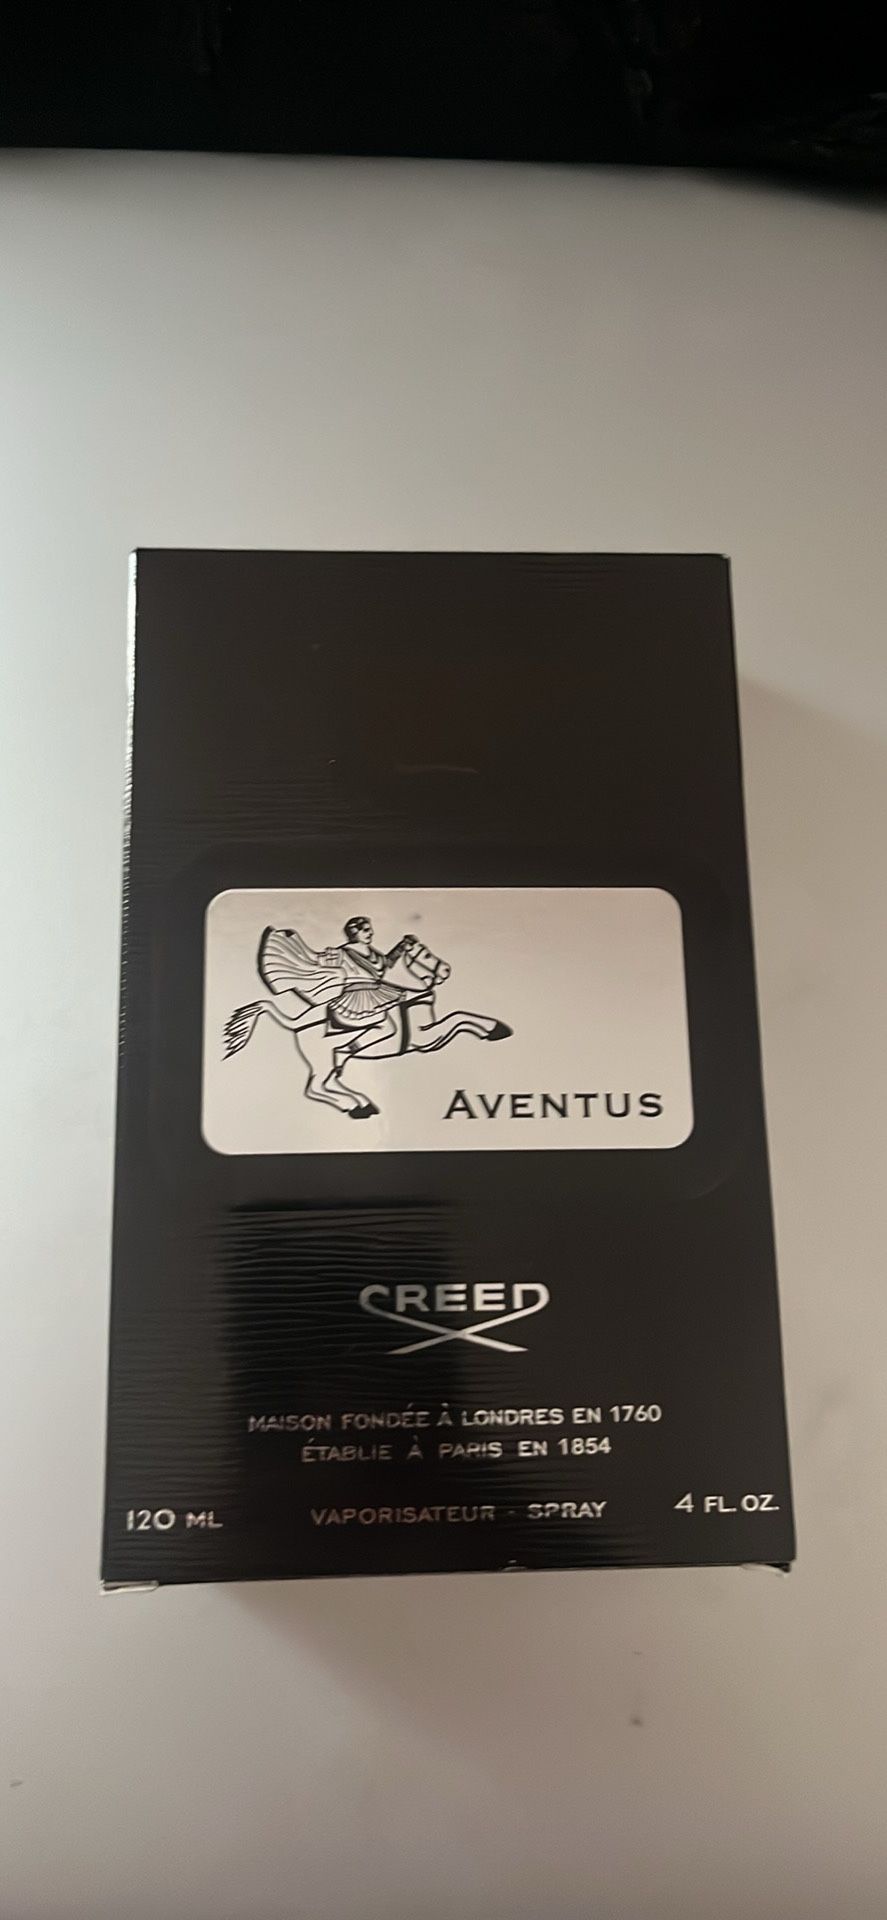 AVENTUS
CREED
MAISON FONDÉE À LONDRES EN 1760
ÉTABLIE À PARIS EN 1854
120 ML VAPORISATEUR - SPRAY 4 FL. OZ.